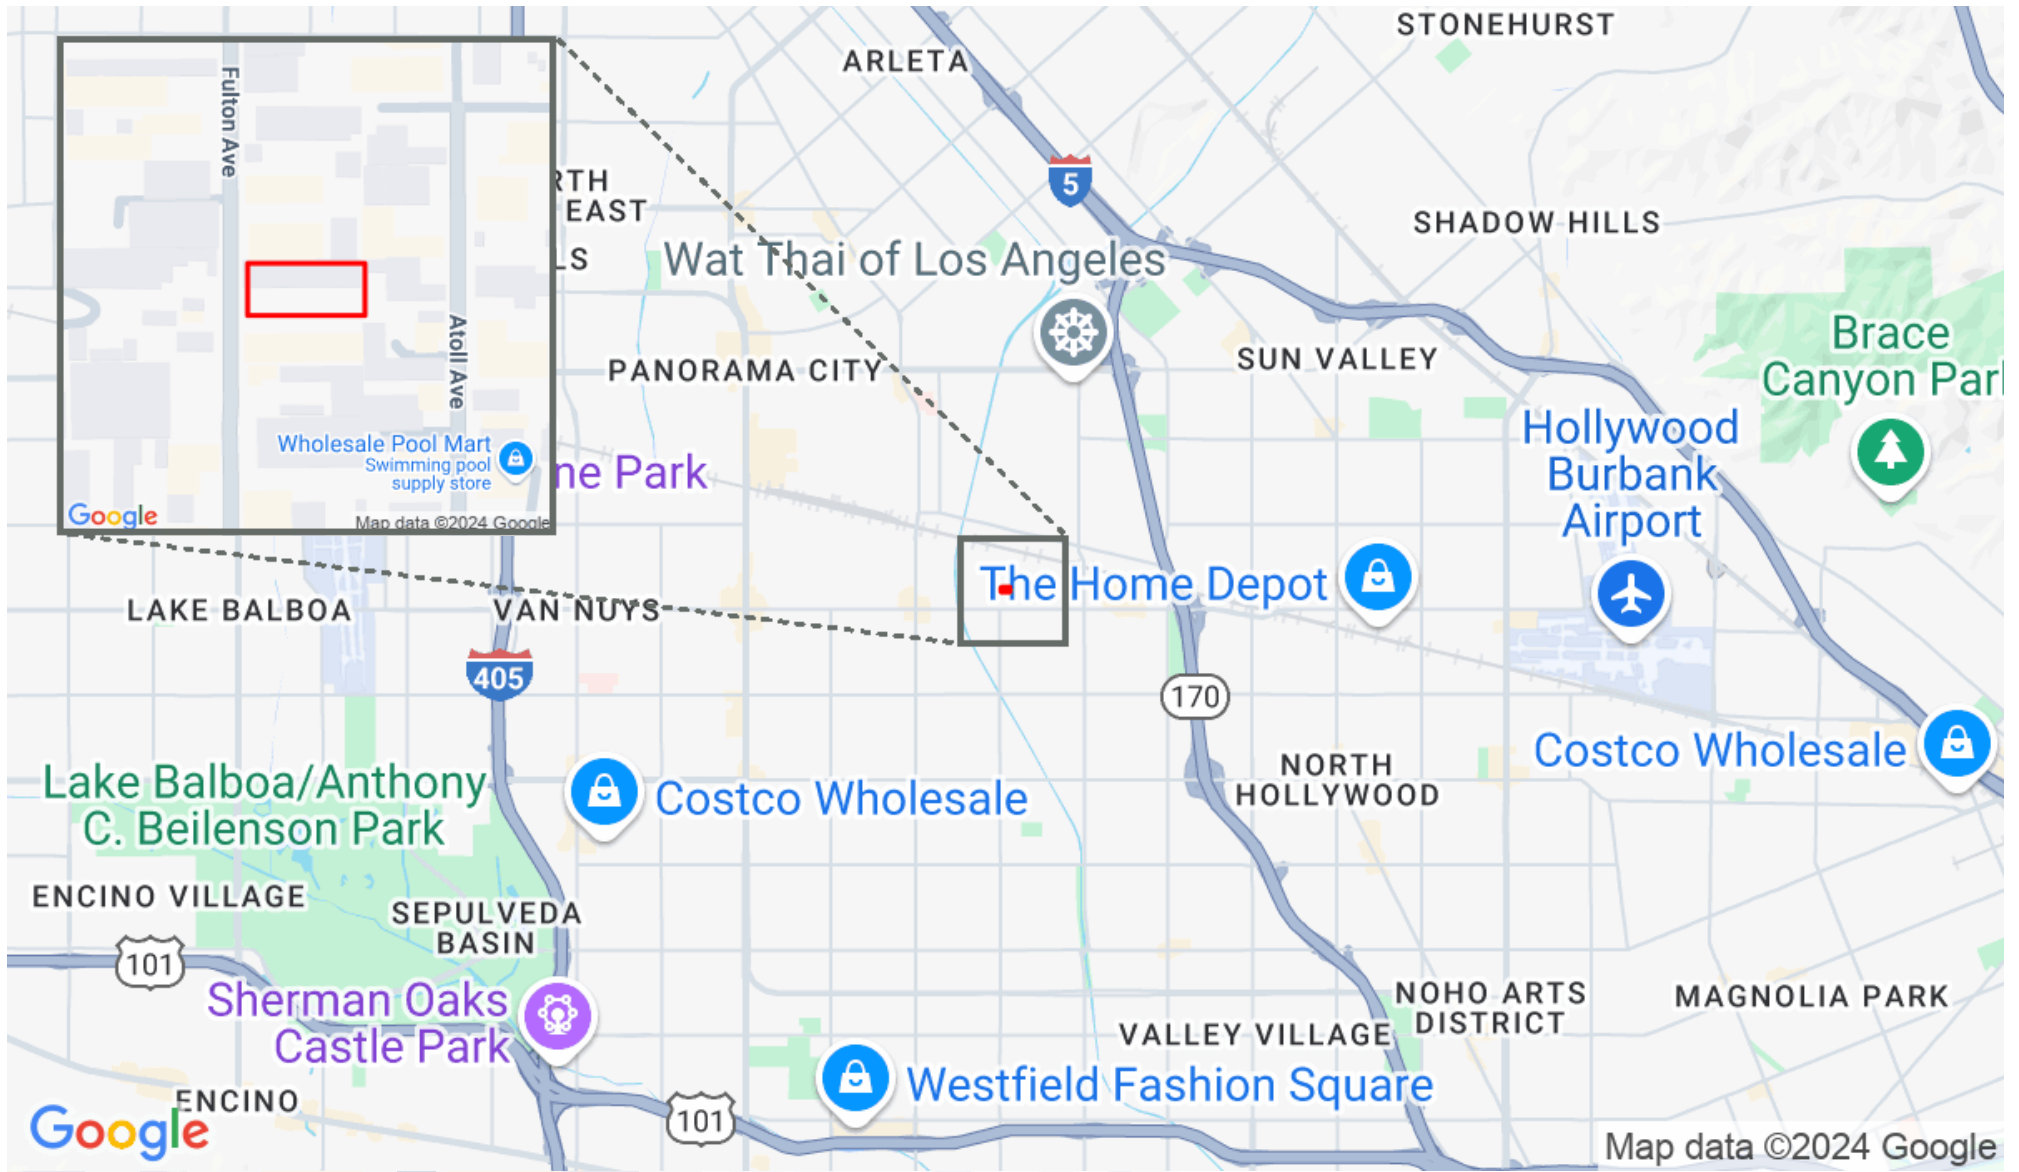 STONEHURST
ARLETA
Fulton Ave
Atoll Ave
Wholesale Pool Mart
Swimming pool
supply store
Google
Map data ©2024 Google
RTH
EAST
LS
5
SHADOW HILLS
Wat Thai of Los Angeles
PANORAMA CITY
SUN VALLEY
Brace
Canyon Par
Hollywood
Burbank
Airport
ne Park
The Home Depot
LAKE BALBOA
VAN NUYS
405
170
Costco Wholesale
NORTH
HOLLYWOOD
Lake Balboa/Anthony
C. Beilenson Park
Costco Wholesale
ENCINO VILLAGE
SEPULVEDA
BASIN
101
Sherman Oaks
Castle Park
NOHO ARTS
DISTRICT
MAGNOLIA PARK
VALLEY VILLAGE
Westfield Fashion Square
ENCINO
101
Google
Map data ©2024 Google